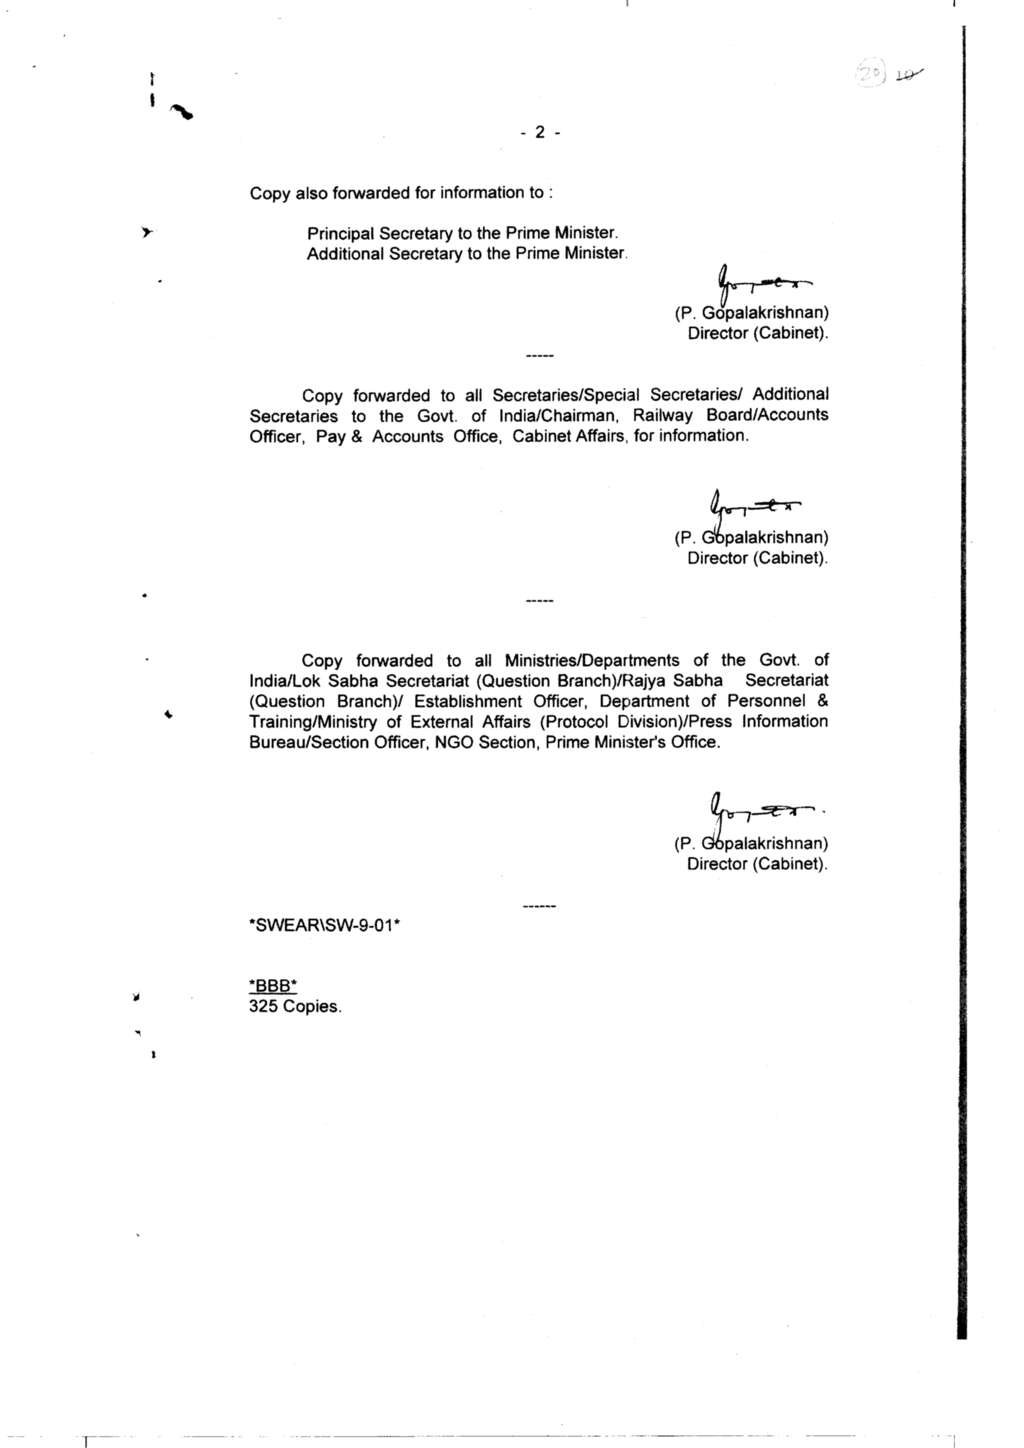 20
- 2 -
Copy also forwarded for information to :
Principal Secretary to the Prime Minister.
Additional Secretary to the Prime Minister.
(P. Gopalakrishnan)
Director (Cabinet).
-----
Copy forwarded to all Secretaries/Special Secretaries/ Additional
Secretaries to the Govt. of India/Chairman, Railway Board/Accounts
Officer, Pay & Accounts Office, Cabinet Affairs, for information.
(P. Gopalakrishnan)
Director (Cabinet).
-----
Copy forwarded to all Ministries/Departments of the Govt. of
India/Lok Sabha Secretariat (Question Branch)/Rajya Sabha Secretariat
(Question Branch)/ Establishment Officer, Department of Personnel &
Training/Ministry of External Affairs (Protocol Division)/Press Information
Bureau/Section Officer, NGO Section, Prime Minister's Office.
(P. Gopalakrishnan)
Director (Cabinet).
------
*SWEAR\SW-9-01*
*BBB*
325 Copies.